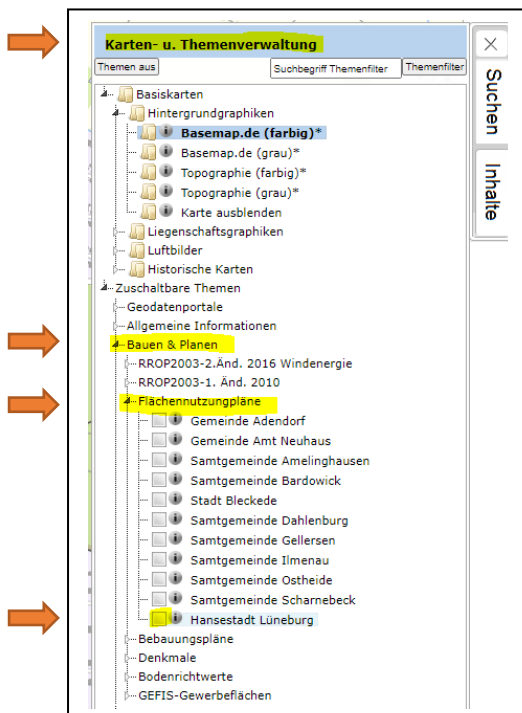 Karten- u. Themenverwaltung
Themen aus
Suchbegriff Themenfilter
Themenfilter
Basiskarten
Hintergrundgraphiken
Basemap.de (farbig)*
Basemap.de (grau)*
Topographie (farbig)*
Topographie (grau)*
Karte ausblenden
Liegenschaftsgraphiken
Luftbilder
Historische Karten
Zuschaltbare Themen
Geodatenportale
Allgemeine Informationen
Bauen & Planen
RROP2003-2.Änd. 2016 Windenergie
RROP2003-1. Änd. 2010
Flächennutzungpläne
Gemeinde Adendorf
Gemeinde Amt Neuhaus
Samtgemeinde Amelinghausen
Samtgemeinde Bardowick
Stadt Bleckede
Samtgemeinde Dahlenburg
Samtgemeinde Gellersen
Samtgemeinde Ilmenau
Samtgemeinde Ostheide
Samtgemeinde Scharnebeck
Hansestadt Lüneburg
Bebauungspläne
Denkmale
Bodenrichtwerte
GEFIS-Gewerbeflächen
Suchen
Inhalte